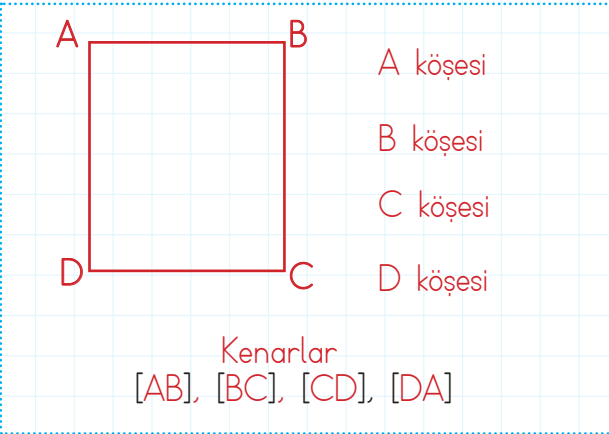 A B
A köşesi
B köşesi
C köşesi
D C
D köşesi
Kenarlar
[AB], [BC], [CD], [DA]